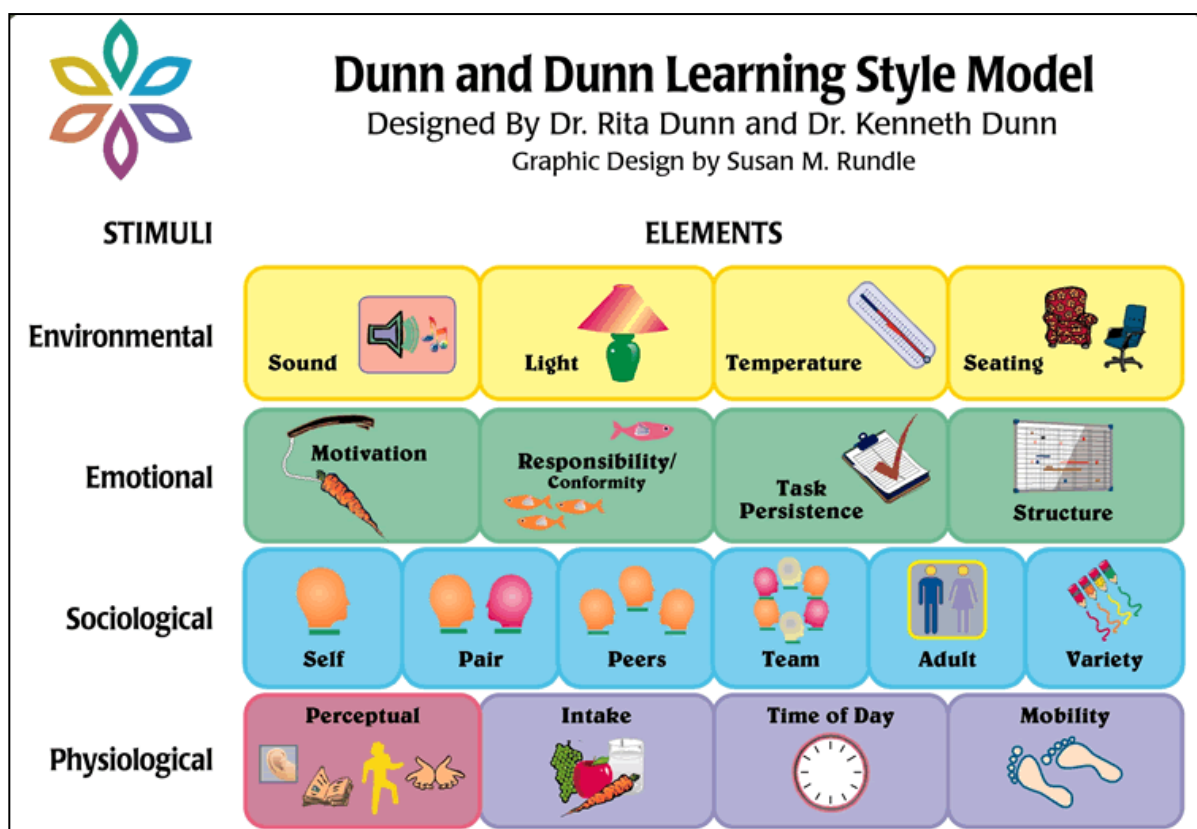 Dunn and Dunn Learning Style Model
Designed By Dr. Rita Dunn and Dr. Kenneth Dunn
Graphic Design by Susan M. Rundle
STIMULI
ELEMENTS
Environmental
Sound
Light
Temperature
Seating
Emotional
Motivation
Responsibility/
Conformity
Task
Persistence
Structure
Sociological
Self
Pair
Peers
Team
Adult
Variety
Physiological
Perceptual
Intake
Time of Day
Mobility